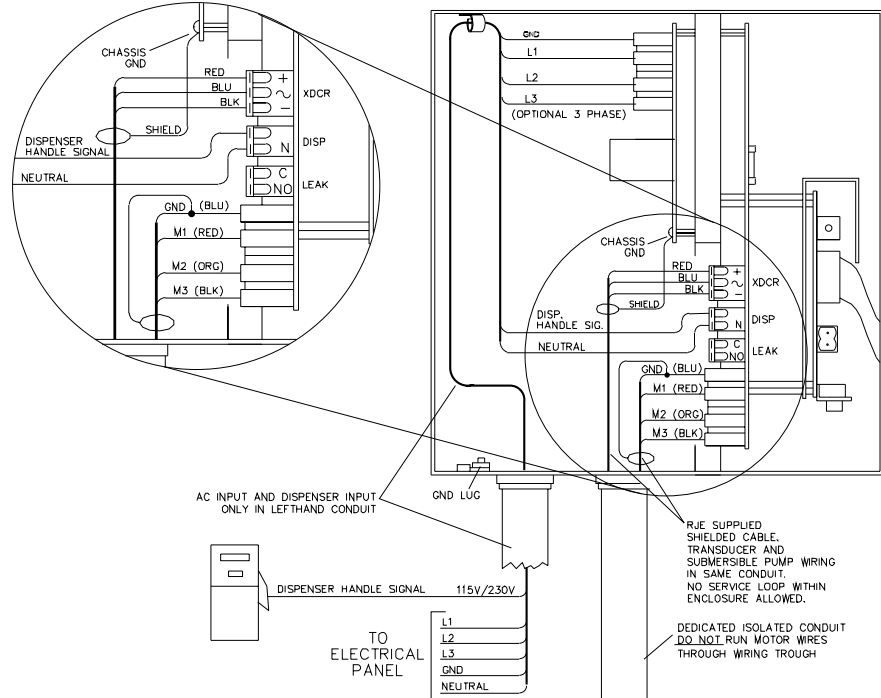 CHASSIS
GND
RED
BLU
BLK
+
~
−
XDCR
SHIELD
DISPENSER
HANDLE SIGNAL
N
DISP
NEUTRAL
C
NO
LEAK
GND (BLU)
M1 (RED)
M2 (ORG)
M3 (BLK)
GND
L1
L2
L3
(OPTIONAL 3 PHASE)
CHASSIS
GND
RED
BLU
BLK
+
~
−
XDCR
SHIELD
DISP.
HANDLE SIG.
N
DISP
NEUTRAL
C
NO
LEAK
GND (BLU)
M1 (RED)
M2 (ORG)
M3 (BLK)
GND LUG
AC INPUT AND DISPENSER INPUT
ONLY IN LEFTHAND CONDUIT
RJE SUPPLIED
SHIELDED CABLE.
TRANSDUCER AND
SUBMERSIBLE PUMP WIRING
IN SAME CONDUIT.
NO SERVICE LOOP WITHIN
ENCLOSURE ALLOWED.
DISPENSER HANDLE SIGNAL 115V/230V
TO
ELECTRICAL
PANEL
L1
L2
L3
GND
NEUTRAL
DEDICATED ISOLATED CONDUIT
DO NOT RUN MOTOR WIRES
THROUGH WIRING TROUGH